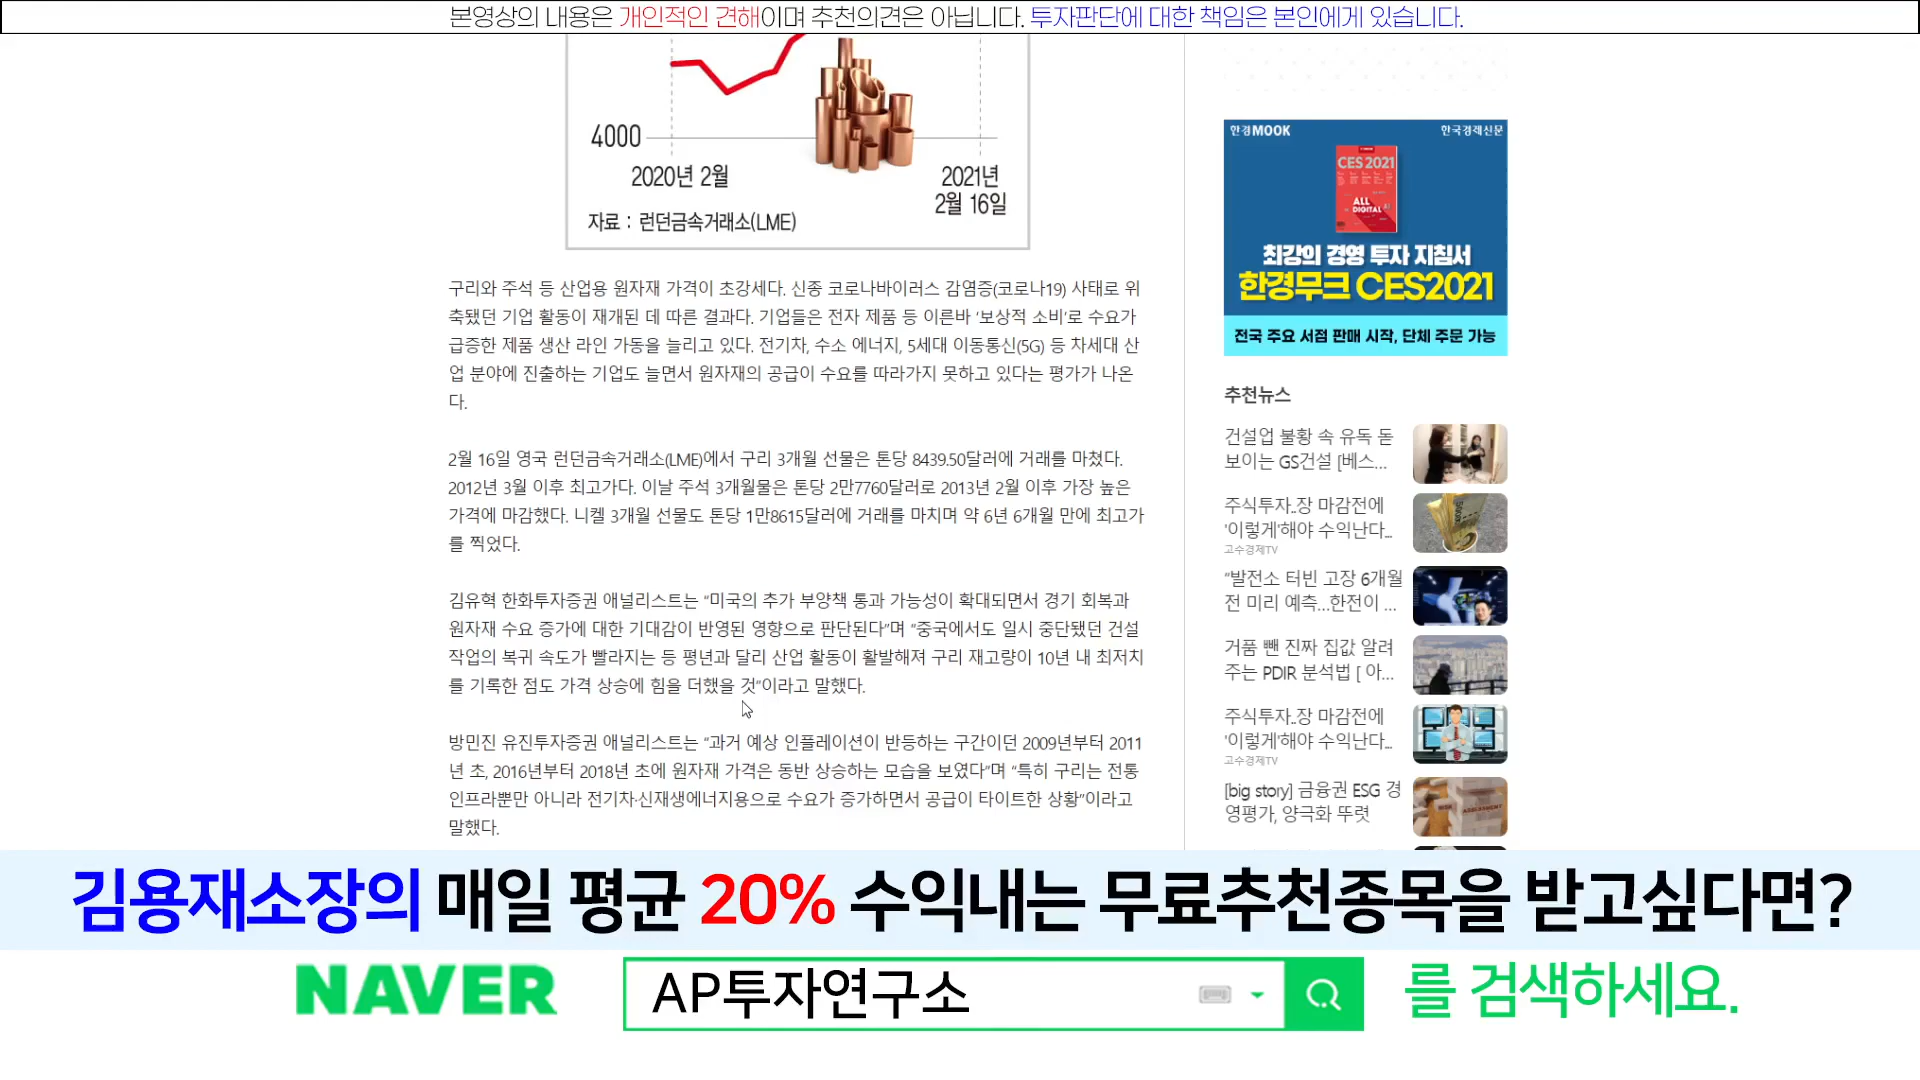 본영상의 내용은 개인적인 견해이며 추천의견은 아닙니다. 투자판단에 대한 책임은 본인에게 있습니다.
4000
2020년 2월
2021년
2월 16일
자료 : 런던금속거래소(LME)
구리와 주석 등 산업용 원자재 가격이 초강세다. 신종 코로나바이러스 감염증(코로나19) 사태로 위
축됐던 기업 활동이 재개된 데 따른 결과다. 기업들은 전자 제품 등 이른바 ‘보상적 소비’로 수요가
급증한 제품 생산 라인 가동을 늘리고 있다. 전기차, 수소 에너지, 5세대 이동통신(5G) 등 차세대 산
업 분야에 진출하는 기업도 늘면서 원자재의 공급이 수요를 따라가지 못하고 있다는 평가가 나온
다.
2월 16일 영국 런던금속거래소(LME)에서 구리 3개월 선물은 톤당 8439.50달러에 거래를 마쳤다.
2012년 3월 이후 최고가다. 이날 주석 3개월물은 톤당 2만7760달러로 2013년 2월 이후 가장 높은
가격에 마감했다. 니켈 3개월 선물도 톤당 1만8615달러에 거래를 마치며 약 6년 6개월 만에 최고가
를 찍었다.
김유혁 한화투자증권 애널리스트는 “미국의 추가 부양책 통과 가능성이 확대되면서 경기 회복과
원자재 수요 증가에 대한 기대감이 반영된 영향으로 판단된다”며 “중국에서도 일시 중단됐던 건설
작업의 복귀 속도가 빨라지는 등 평년과 달리 산업 활동이 활발해져 구리 재고량이 10년 내 최저치
를 기록한 점도 가격 상승에 힘을 더했을 것”이라고 말했다.
방민진 유진투자증권 애널리스트는 “과거 예상 인플레이션이 반등하는 구간이던 2009년부터 2011
년 초, 2016년부터 2018년 초에 원자재 가격은 동반 상승하는 모습을 보였다”며 “특히 구리는 전통
인프라뿐만 아니라 전기차·신재생에너지용으로 수요가 증가하면서 공급이 타이트한 상황”이라고
말했다.
한경MOOK
한국경제신문
CES 2021
ALL
DIGITAL
최강의 경영 투자 지침서
한경무크 CES2021
전국 주요 서점 판매 시작, 단체 주문 가능
추천뉴스
건설업 불황 속 유독 돋
보이는 GS건설 [베스...
주식투자..장 마감전에
'이렇게'해야 수익난다...
고수경제TV
“발전소 터빈 고장 6개월
전 미리 예측...한전이 ...
거품 뺀 진짜 집값 알려
주는 PDIR 분석법 [ 아...
주식투자..장 마감전에
'이렇게'해야 수익난다...
고수경제TV
[big story] 금융권 ESG 경
영평가, 양극화 뚜렷
김용재소장의 매일 평균 20% 수익내는 무료추천종목을 받고싶다면?
NAVER
AP투자연구소
를 검색하세요.